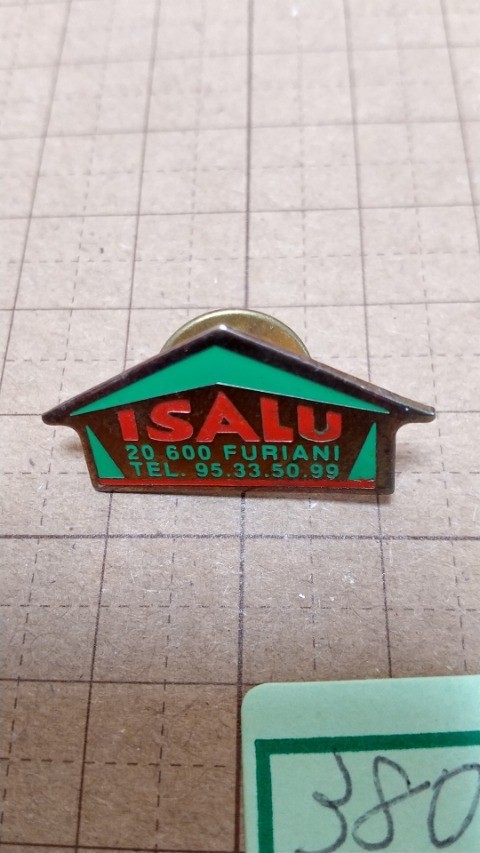 ISALU
20 600 FURIANI
TEL. 95.33.50.99
380